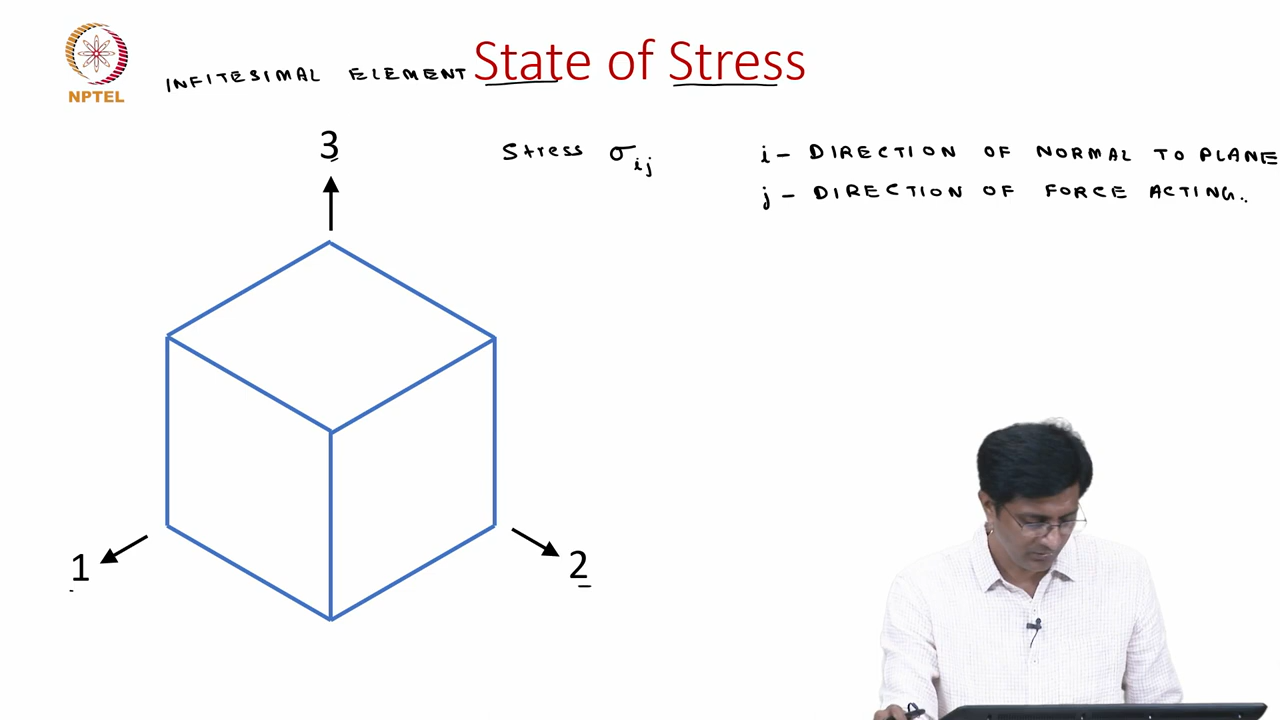 State of Stress
INFITESIMAL ELEMENT
NPTEL
3
Stress σij
i - DIRECTION OF NORMAL TO PLANE
j - DIRECTION OF FORCE ACTING..
1
2